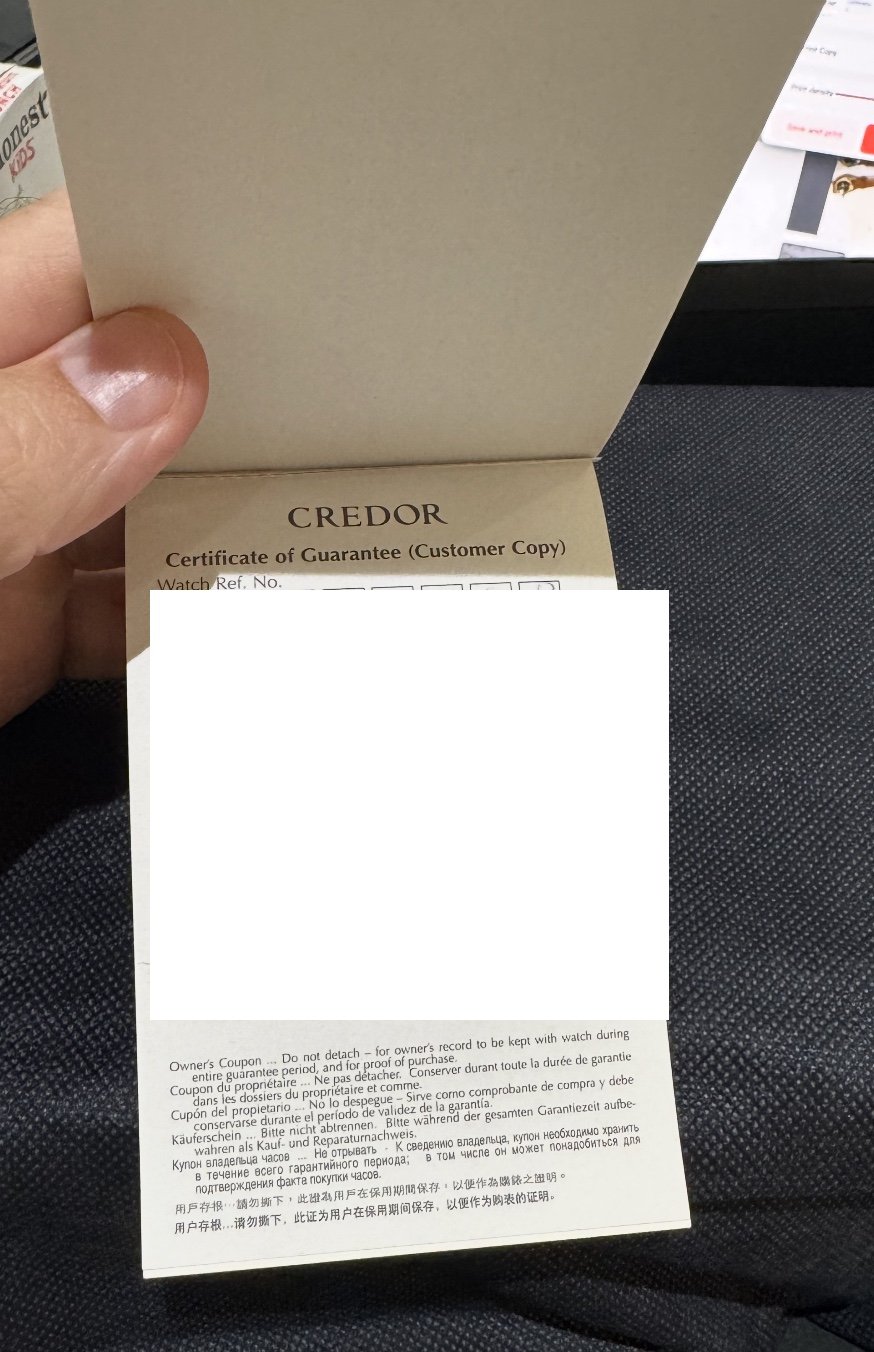 onest
KIDS
Copy
Save and print
CREDOR
Certificate of Guarantee (Customer Copy)
Watch Ref. No.
Owner's Coupon ... Do not detach – for owner's record to be kept with watch during
entire guarantee period, and for proof of purchase.
Coupon du propriétaire ... Ne pas détacher. Conserver durant toute la durée de garantie
dans les dossiers du propriétaire et comme.
Cupón del propietario ... No lo despegue – Sirve como comprobante de compra y debe
conservarse durante el período de validez de la garantía.
Käuferschein ... Bitte nicht abtrennen. Bitte während der gesamten Garantiezeit aufbe-
wahren als Kauf- und Reparaturnachweis.
Купон владельца часов ... Не отрывать - К сведению владельца, купон необходимо хранить
в течение всего гарантийного периода; в том числе он может понадобиться для
подтверждения факта покупки часов.
用戶存根…請勿撕下，此證為用戶在保用期間保存，以便作為購錶之證明。
用户存根…请勿撕下，此证为用户在保用期间保存，以便作为购表的证明。